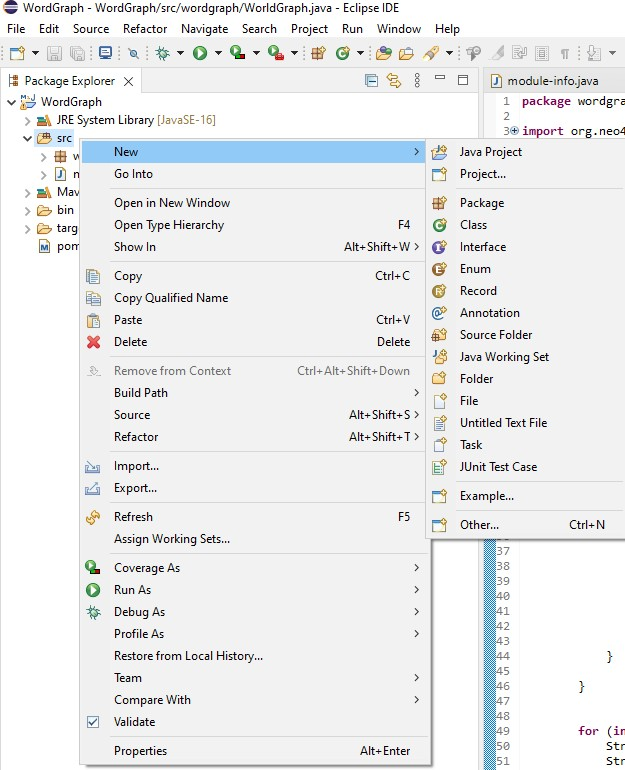 WordGraph - WordGraph/src/wordgraph/WorldGraph.java - Eclipse IDE
File Edit Source Refactor Navigate Search Project Run Window Help
Package Explorer
module-info.java
WordGraph
JRE System Library [JavaSE-16]
src
w
Mav
bin
targ
pom
New
Go Into
Open in New Window
Open Type Hierarchy F4
Show In Alt+Shift+W
Copy Ctrl+C
Copy Qualified Name
Paste Ctrl+V
Delete Delete
Remove from Context Ctrl+Alt+Shift+Down
Build Path
Source Alt+Shift+S
Refactor Alt+Shift+T
Import...
Export...
Refresh F5
Assign Working Sets...
Coverage As
Run As
Debug As
Profile As
Restore from Local History...
Team
Compare With
Validate
Properties Alt+Enter
Java Project
Project...
Package
Class
Interface
Enum
Record
Annotation
Source Folder
Java Working Set
Folder
File
Untitled Text File
Task
JUnit Test Case
Example...
Other... Ctrl+N
1 package wordgra
2
3 import org.neo4
37
38
39
40
41
42
43
44 }
45
46 }
47
48
49 for (in
50 Str
51 Str